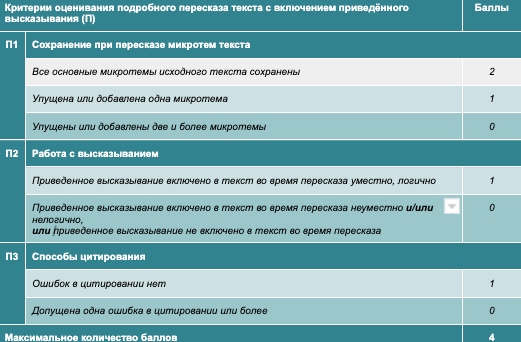 Критерии оценивания подробного пересказа текста с включением приведённого Баллы
высказывания (П)
П1 Сохранение при пересказе микротем текста
Все основные микротемы исходного текста сохранены 2
Упущена или добавлена одна микротема 1
Упущены или добавлены две и более микротемы 0
П2 Работа с высказыванием
Приведенное высказывание включено в текст во время пересказа уместно, логично 1
Приведенное высказывание включено в текст во время пересказа неуместно и/или 0
нелогично,
или приведенное высказывание не включено в текст во время пересказа
П3 Способы цитирования
Ошибок в цитировании нет 1
Допущена одна ошибка в цитировании или более 0
Максимальное количество баллов 4